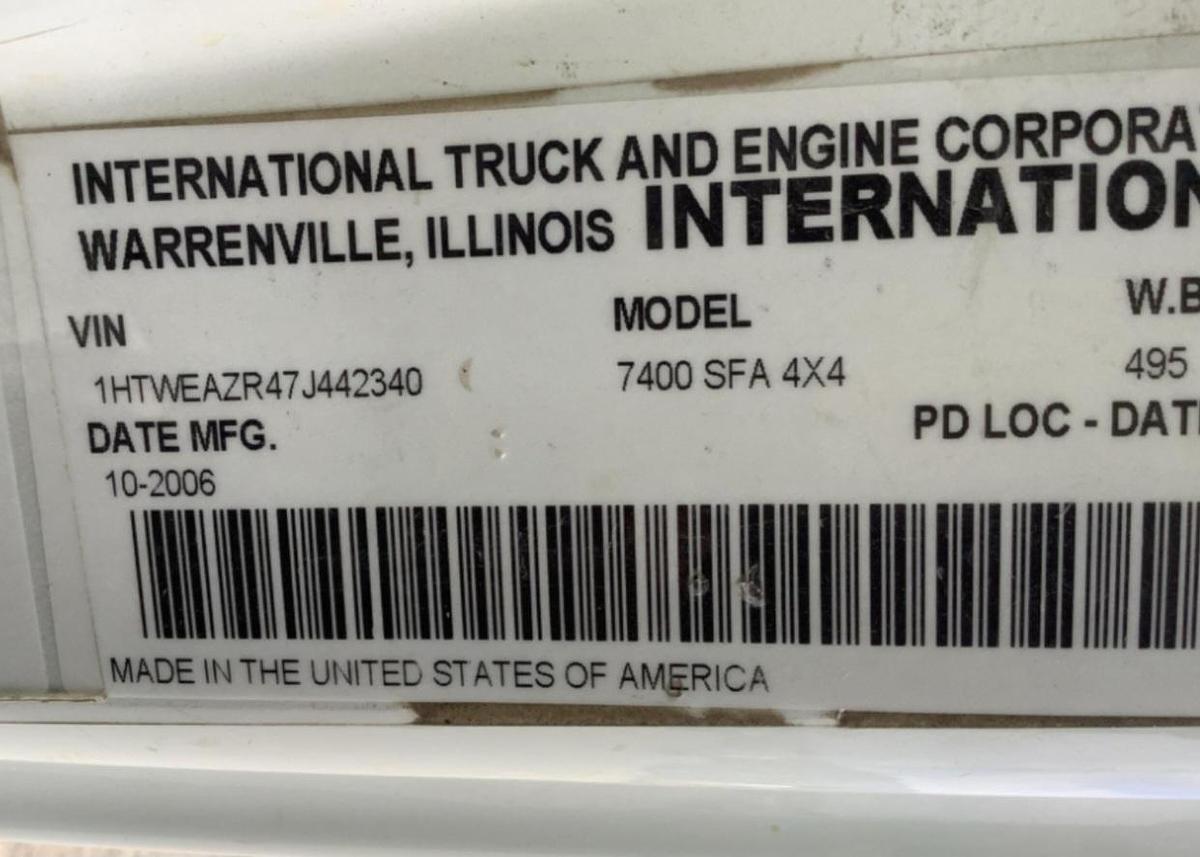 INTERNATIONAL TRUCK AND ENGINE CORPORA
WARRENVILLE, ILLINOIS INTERNATION
VIN MODEL W.B
1HTWEAZR47J442340 7400 SFA 4X4 495
DATE MFG. PD LOC - DATE
10-2006
MADE IN THE UNITED STATES OF AMERICA